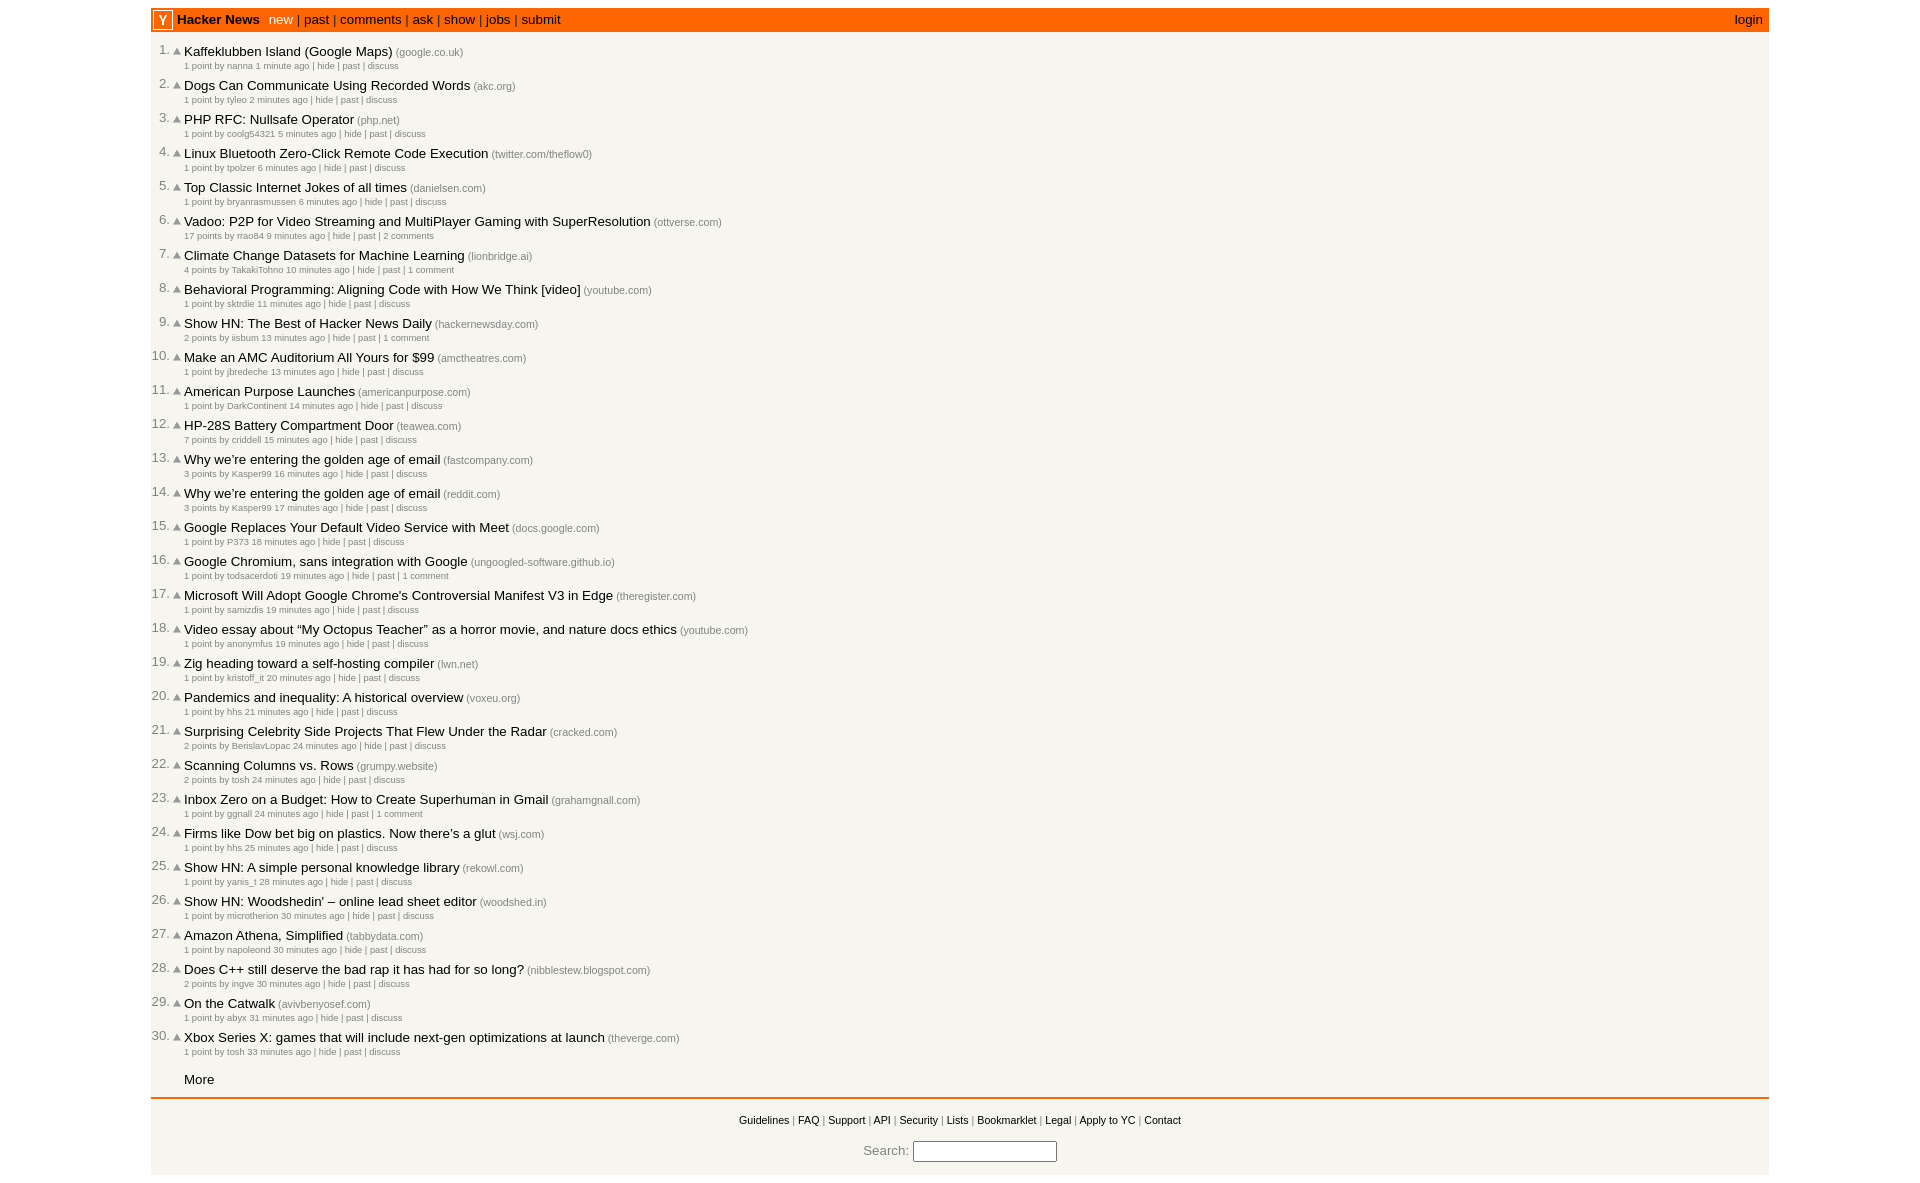 Y Hacker News new | past | comments | ask | show | jobs | submit login
1. Kaffeklubben Island (Google Maps) (google.co.uk)
1 point by nanna 1 minute ago | hide | past | discuss
2. Dogs Can Communicate Using Recorded Words (akc.org)
1 point by tyleo 2 minutes ago | hide | past | discuss
3. PHP RFC: Nullsafe Operator (php.net)
1 point by coolg54321 5 minutes ago | hide | past | discuss
4. Linux Bluetooth Zero-Click Remote Code Execution (twitter.com/theflow0)
1 point by tpolzer 6 minutes ago | hide | past | discuss
5. Top Classic Internet Jokes of all times (danielsen.com)
1 point by bryanrasmussen 6 minutes ago | hide | past | discuss
6. Vadoo: P2P for Video Streaming and MultiPlayer Gaming with SuperResolution (ottverse.com)
17 points by rrao84 9 minutes ago | hide | past | 2 comments
7. Climate Change Datasets for Machine Learning (lionbridge.ai)
4 points by TakakiTohno 10 minutes ago | hide | past | 1 comment
8. Behavioral Programming: Aligning Code with How We Think [video] (youtube.com)
1 point by sktrdie 11 minutes ago | hide | past | discuss
9. Show HN: The Best of Hacker News Daily (hackernewsday.com)
2 points by iisbum 13 minutes ago | hide | past | 1 comment
10. Make an AMC Auditorium All Yours for $99 (amctheatres.com)
1 point by jbredeche 13 minutes ago | hide | past | discuss
11. American Purpose Launches (americanpurpose.com)
1 point by DarkContinent 14 minutes ago | hide | past | discuss
12. HP-28S Battery Compartment Door (teawea.com)
7 points by criddell 15 minutes ago | hide | past | discuss
13. Why we’re entering the golden age of email (fastcompany.com)
3 points by Kasper99 16 minutes ago | hide | past | discuss
14. Why we’re entering the golden age of email (reddit.com)
3 points by Kasper99 17 minutes ago | hide | past | discuss
15. Google Replaces Your Default Video Service with Meet (docs.google.com)
1 point by P373 18 minutes ago | hide | past | discuss
16. Google Chromium, sans integration with Google (ungoogled-software.github.io)
1 point by todsacerdoti 19 minutes ago | hide | past | 1 comment
17. Microsoft Will Adopt Google Chrome's Controversial Manifest V3 in Edge (theregister.com)
1 point by samizdis 19 minutes ago | hide | past | discuss
18. Video essay about “My Octopus Teacher” as a horror movie, and nature docs ethics (youtube.com)
1 point by anonymfus 19 minutes ago | hide | past | discuss
19. Zig heading toward a self-hosting compiler (lwn.net)
1 point by kristoff_it 20 minutes ago | hide | past | discuss
20. Pandemics and inequality: A historical overview (voxeu.org)
1 point by hhs 21 minutes ago | hide | past | discuss
21. Surprising Celebrity Side Projects That Flew Under the Radar (cracked.com)
2 points by BerislavLopac 24 minutes ago | hide | past | discuss
22. Scanning Columns vs. Rows (grumpy.website)
2 points by tosh 24 minutes ago | hide | past | discuss
23. Inbox Zero on a Budget: How to Create Superhuman in Gmail (grahamgnall.com)
1 point by ggnall 24 minutes ago | hide | past | 1 comment
24. Firms like Dow bet big on plastics. Now there’s a glut (wsj.com)
1 point by hhs 25 minutes ago | hide | past | discuss
25. Show HN: A simple personal knowledge library (rekowl.com)
1 point by yanis_t 28 minutes ago | hide | past | discuss
26. Show HN: Woodshedin' – online lead sheet editor (woodshed.in)
1 point by microtherion 30 minutes ago | hide | past | discuss
27. Amazon Athena, Simplified (tabbydata.com)
1 point by napoleond 30 minutes ago | hide | past | discuss
28. Does C++ still deserve the bad rap it has had for so long? (nibblestew.blogspot.com)
2 points by ingve 30 minutes ago | hide | past | discuss
29. On the Catwalk (avivbenyosef.com)
1 point by abyx 31 minutes ago | hide | past | discuss
30. Xbox Series X: games that will include next-gen optimizations at launch (theverge.com)
1 point by tosh 33 minutes ago | hide | past | discuss
More
Guidelines | FAQ | Support | API | Security | Lists | Bookmarklet | Legal | Apply to YC | Contact
Search: